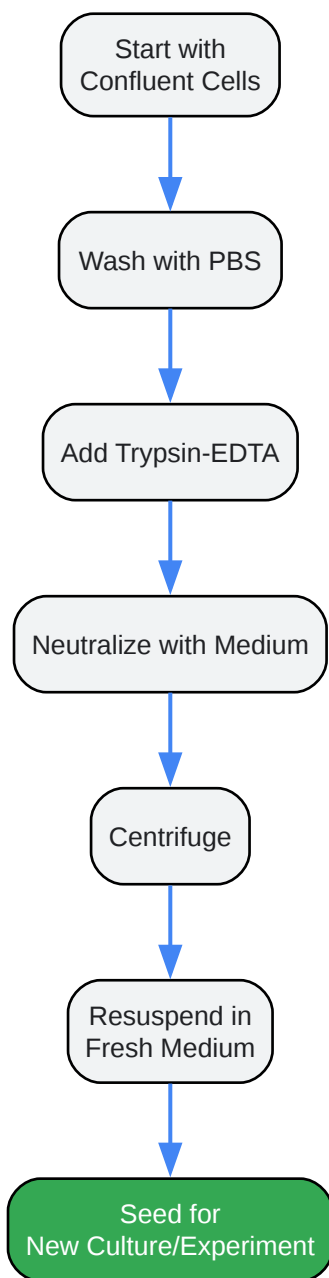 Start with
Confluent Cells
Wash with PBS
Add Trypsin-EDTA
Neutralize with Medium
Centrifuge
Resuspend in
Fresh Medium
Seed for
New Culture/Experiment